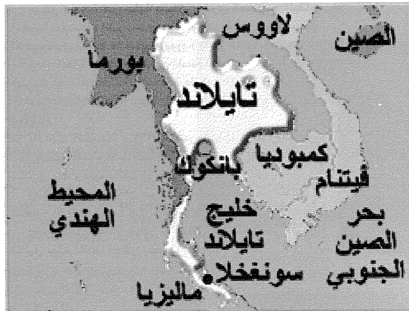 لاووس
الصين
بورما
تايلاند
كمبوديا
بانكوك
فيتنام
المحيط
الهندي
خليج
تايلاند
بحر
الصين
الجنوبي
سونغخلا
ماليزيا